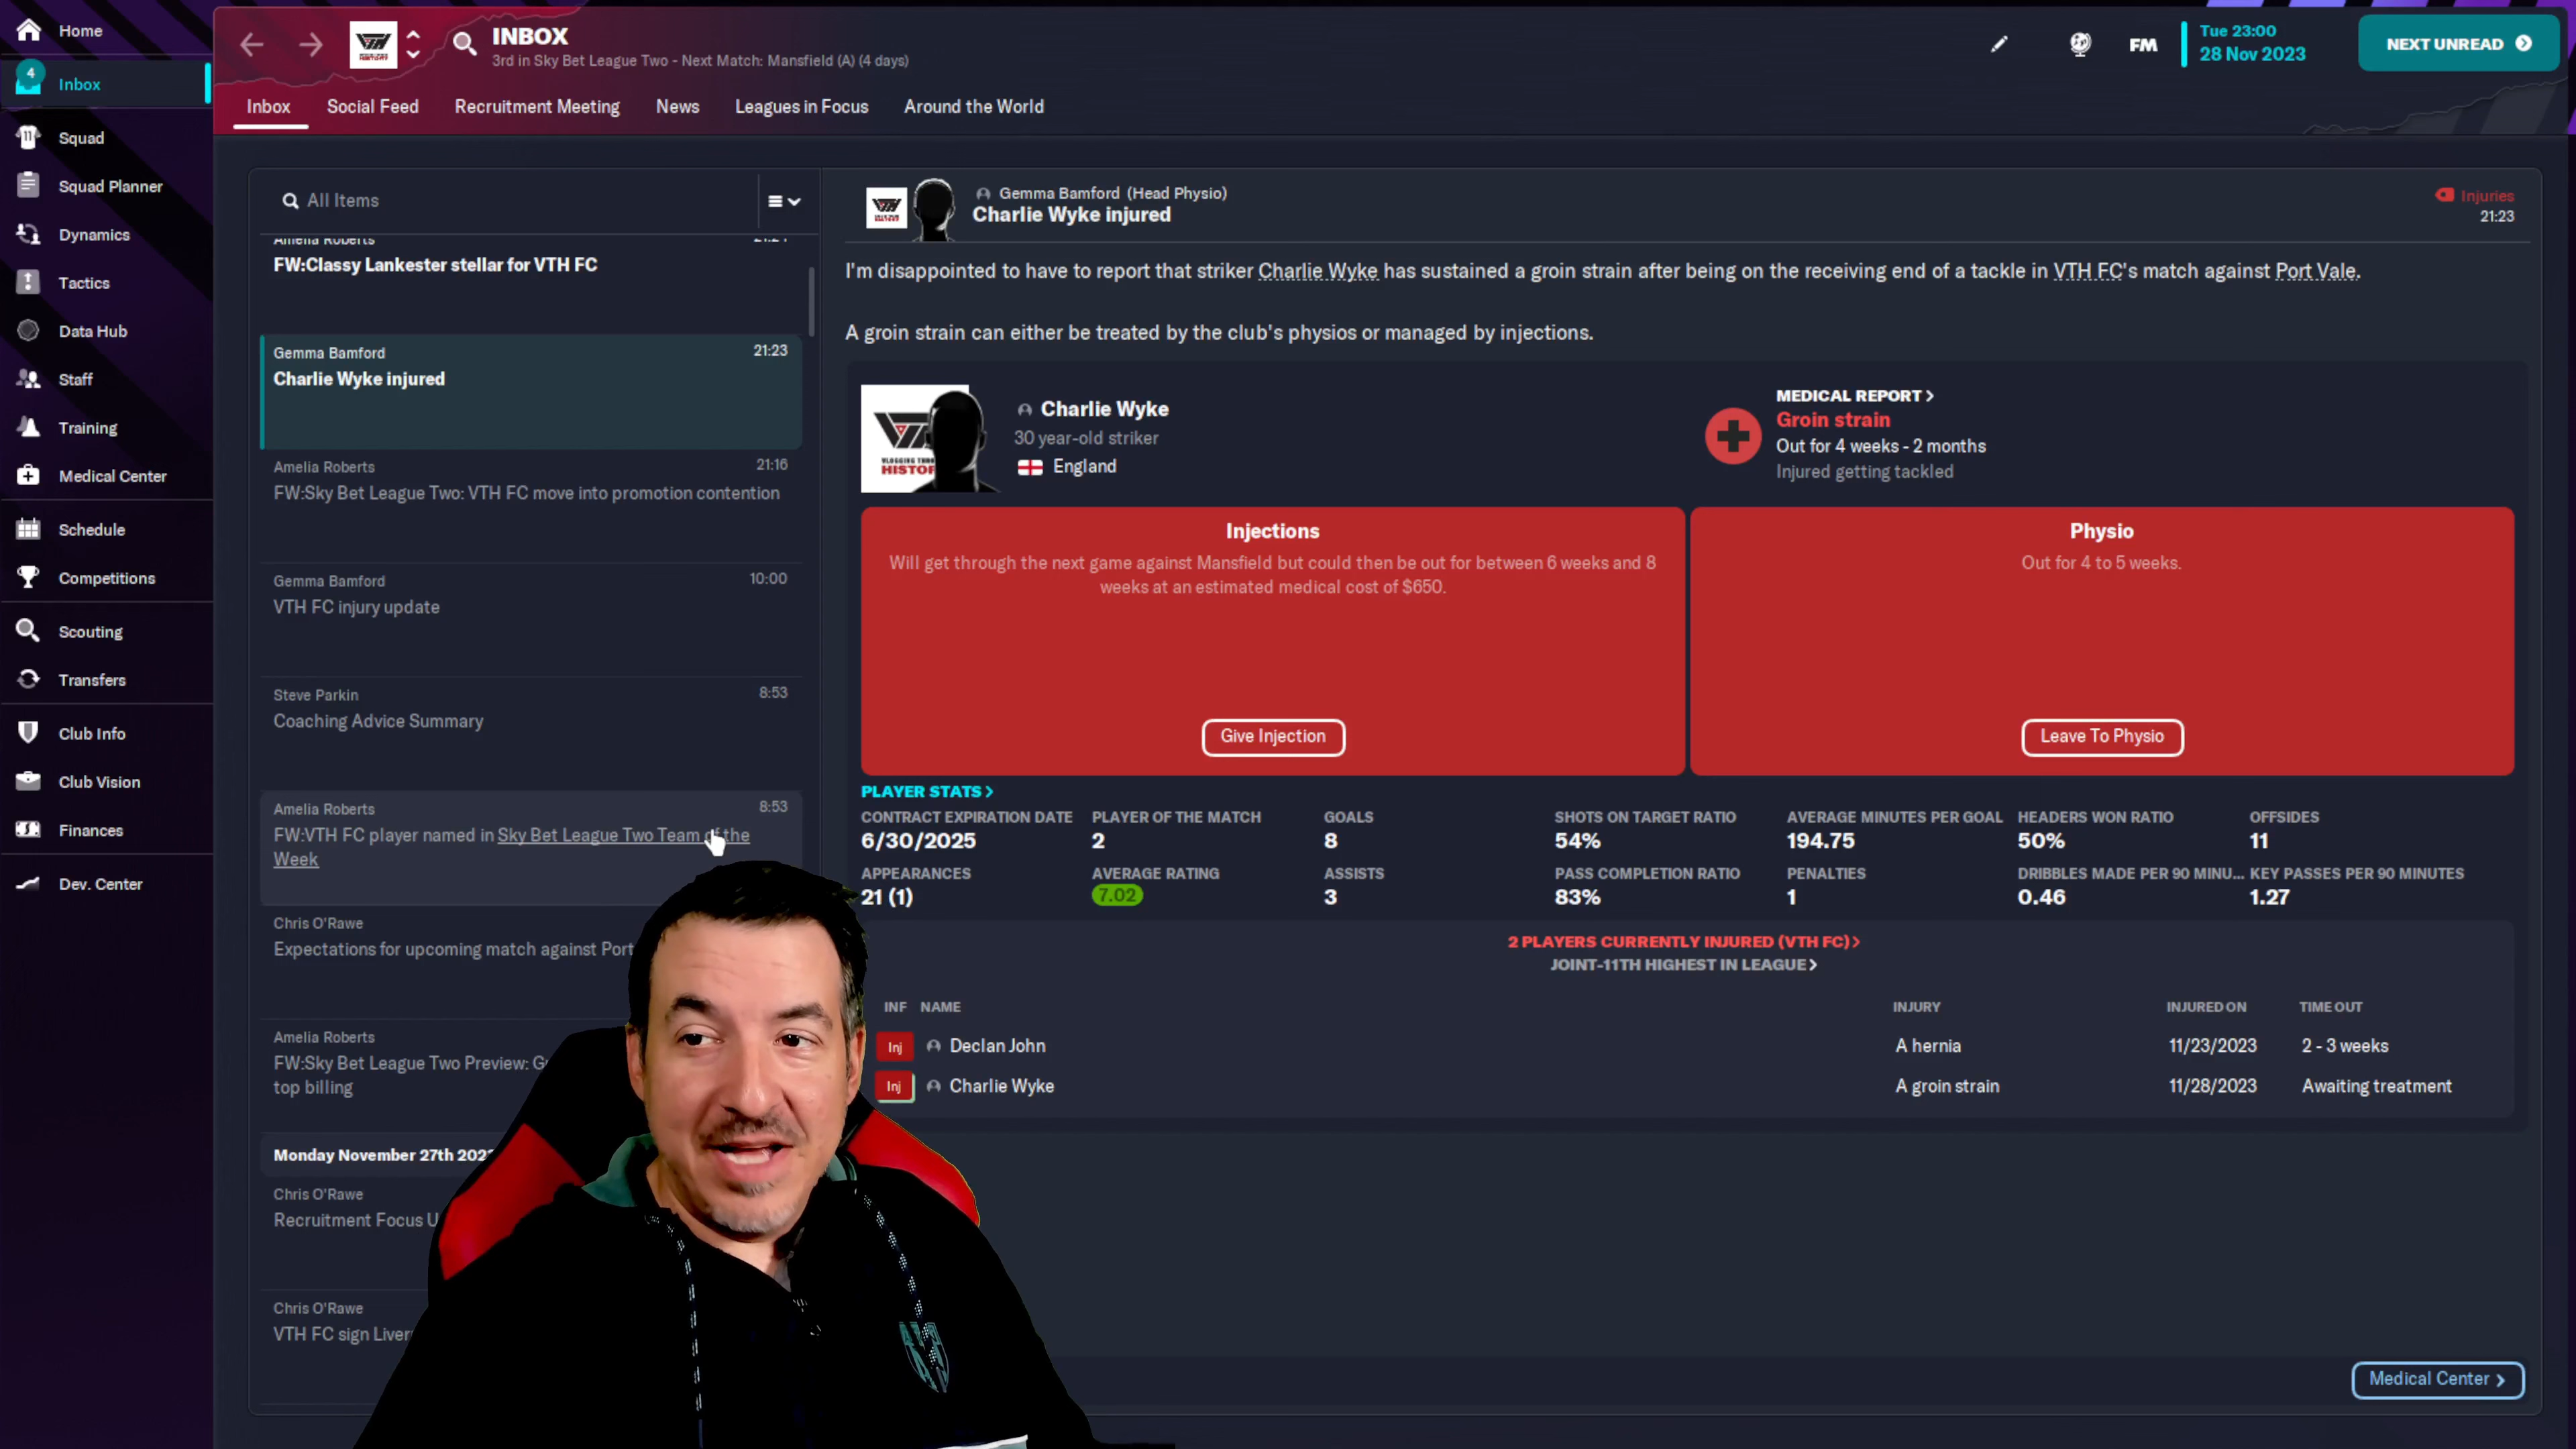 Home
4
Inbox
Squad
Squad Planner
Dynamics
Tactics
Data Hub
Staff
Training
Medical Center
Schedule
Competitions
Scouting
Transfers
Club Info
Club Vision
Finances
Dev. Center
INBOX
3rd in Sky Bet League Two - Next Match: Mansfield (A) (4 days)
FM
Tue 23:00
28 Nov 2023
NEXT UNREAD
Inbox Social Feed Recruitment Meeting News Leagues in Focus Around the World
All Items
Amelia Roberts
FW:Classy Lankester stellar for VTH FC
Gemma Bamford 21:23
Charlie Wyke injured
Amelia Roberts 21:16
FW:Sky Bet League Two: VTH FC move into promotion contention
Gemma Bamford 10:00
VTH FC injury update
Steve Parkin 8:53
Coaching Advice Summary
Amelia Roberts 8:53
FW:VTH FC player named in Sky Bet League Two Team of the
Week
Chris O'Rawe
Expectations for upcoming match against Port
Amelia Roberts
FW:Sky Bet League Two Preview:
top billing
Monday November 27th
Chris O'Rawe
Recruitment Focus U
Chris O'Rawe
VTH FC sign
Gemma Bamford (Head Physio)
Charlie Wyke injured
Injuries
21:23
I'm disappointed to have to report that striker Charlie Wyke has sustained a groin strain after being on the receiving end of a tackle in VTH FC's match against Port Vale.
A groin strain can either be treated by the club's physios or managed by injections.
Charlie Wyke
30 year-old striker
England
MEDICAL REPORT >
Groin strain
Out for 4 weeks - 2 months
Injured getting tackled
Injections
Will get through the next game against Mansfield but could then be out for between 6 weeks and 8
weeks at an estimated medical cost of $650.
Give Injection
Physio
Out for 4 to 5 weeks.
Leave To Physio
PLAYER STATS >
CONTRACT EXPIRATION DATE PLAYER OF THE MATCH GOALS SHOTS ON TARGET RATIO AVERAGE MINUTES PER GOAL HEADERS WON RATIO OFFSIDES
6/30/2025 2 8 54% 194.75 50% 11
APPEARANCES AVERAGE RATING ASSISTS PASS COMPLETION RATIO PENALTIES DRIBBLES MADE PER 90 MINU... KEY PASSES PER 90 MINUTES
21 (1) 7.02 3 83% 1 0.46 1.27
2 PLAYERS CURRENTLY INJURED (VTH FC) >
JOINT-11TH HIGHEST IN LEAGUE >
INF NAME INJURY INJURED ON TIME OUT
Inj Declan John A hernia 11/23/2023 2 - 3 weeks
Inj Charlie Wyke A groin strain 11/28/2023 Awaiting treatment
Medical Center >